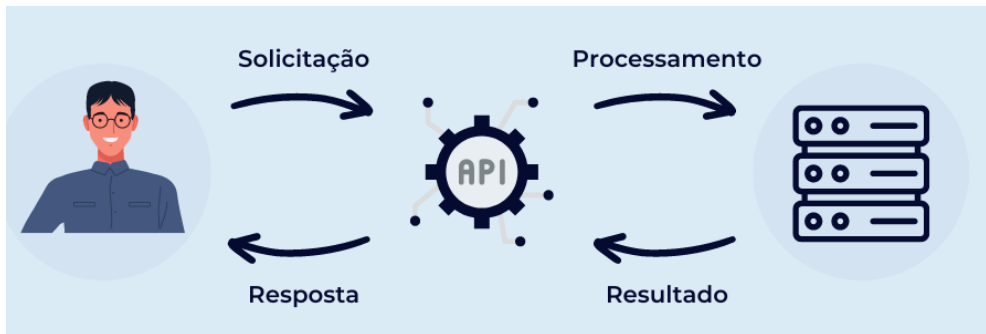 Solicitação
Processamento
API
Resposta
Resultado